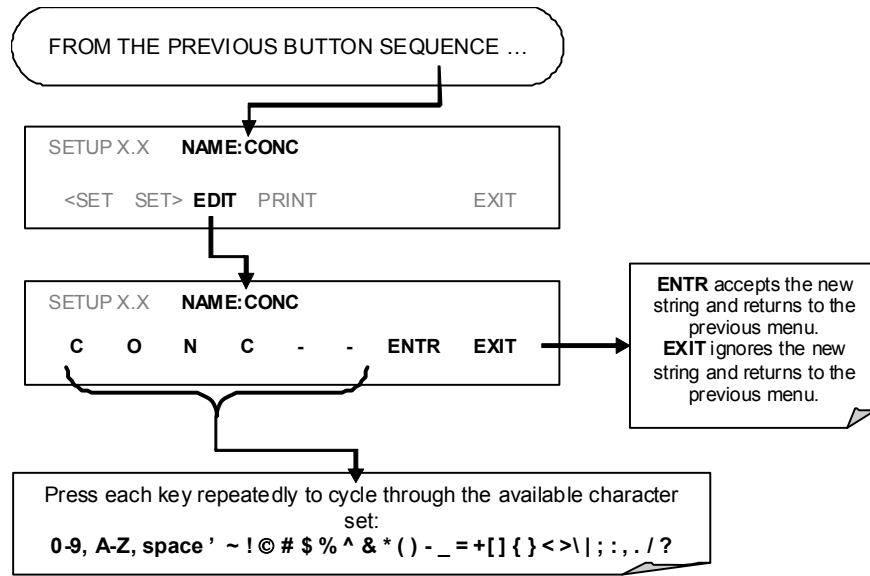 FROM THE PREVIOUS BUTTON SEQUENCE …
SETUP X.X NAME:CONC
<SET SET> EDIT PRINT EXIT
SETUP X.X NAME:CONC
C O N C - - ENTR EXIT
ENTR accepts the new
string and returns to the
previous menu.
EXIT ignores the new
string and returns to the
previous menu.
Press each key repeatedly to cycle through the available character
set:
0-9, A-Z, space ’ ~ ! © # $ % ^ & * ( ) - _ = +[ ] { } < >\ | ; : , . / ?